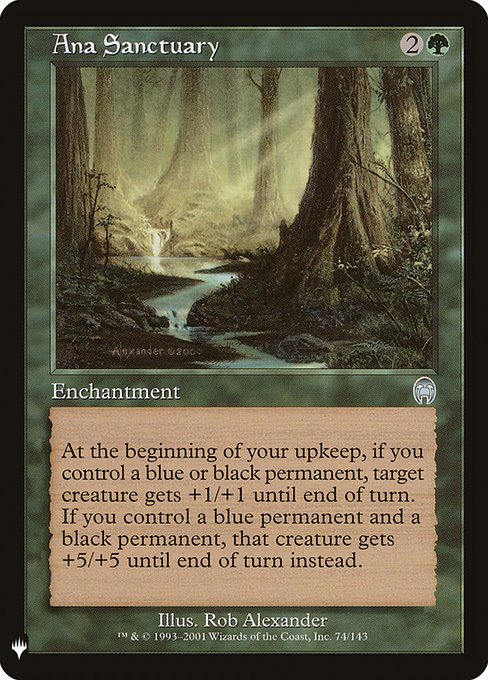 Ana Sanctuary 2
Alexander ©2000
Enchantment
At the beginning of your upkeep, if you
control a blue or black permanent, target
creature gets +1/+1 until end of turn.
If you control a blue permanent and a
black permanent, that creature gets
+5/+5 until end of turn instead.
Illus. Rob Alexander
™ & © 1993–2001 Wizards of the Coast, Inc. 74/143